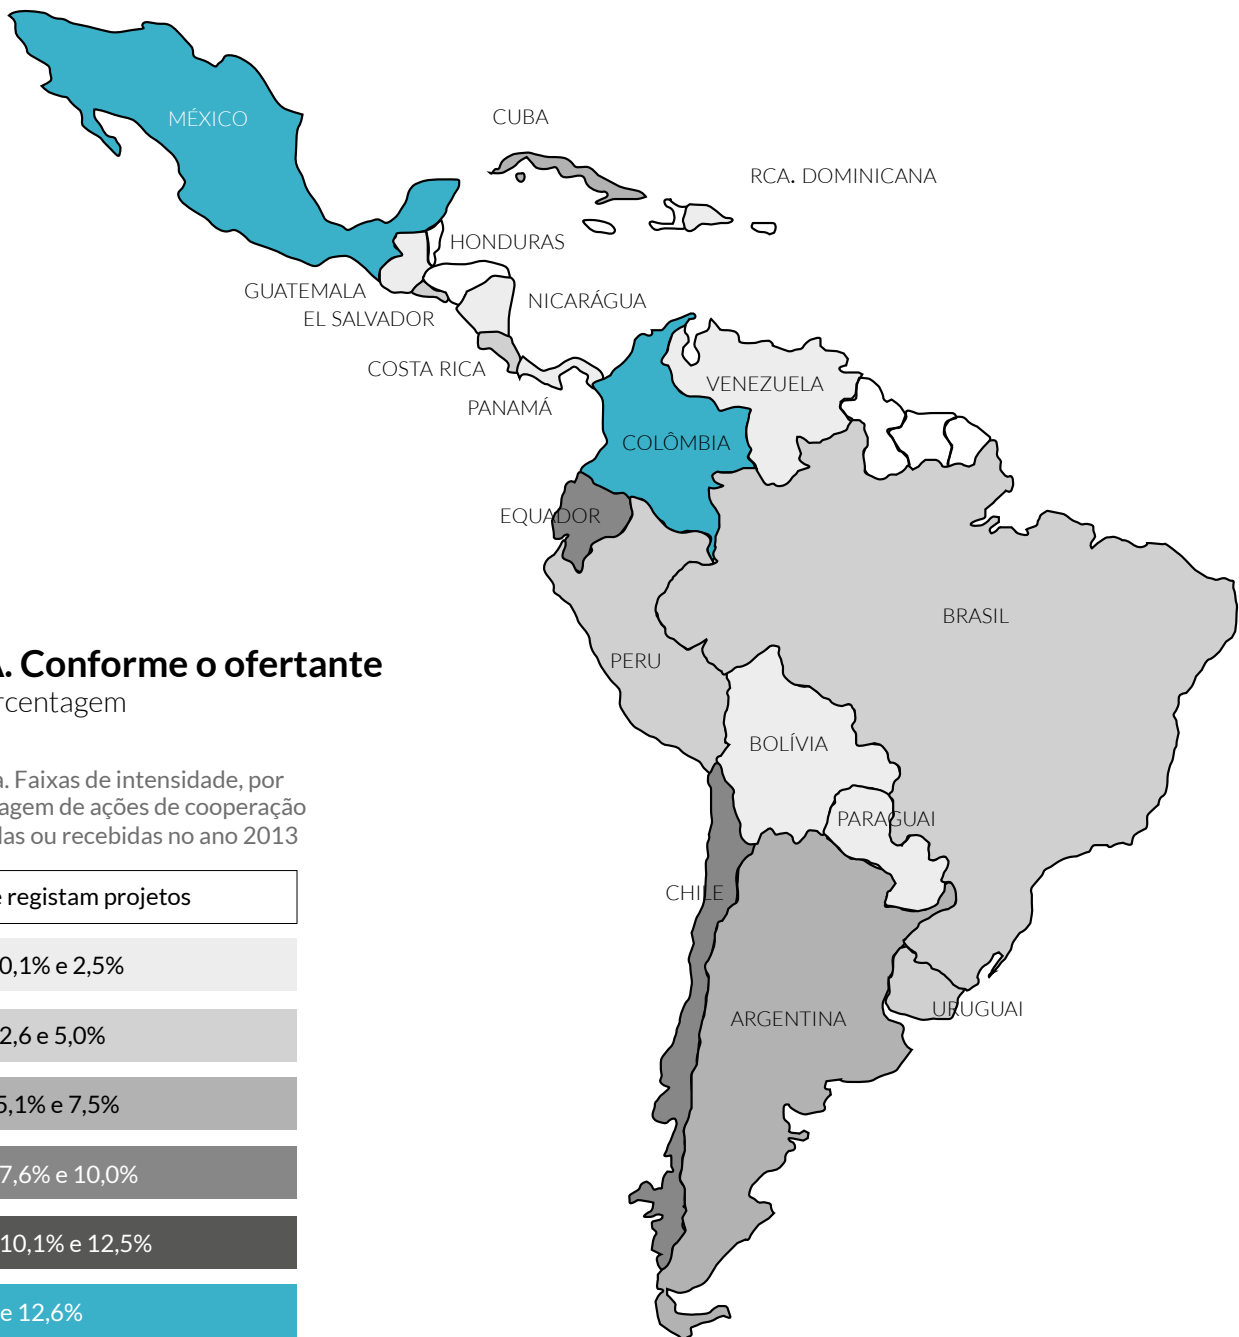 MÉXICO
CUBA
RCA. DOMINICANA
HONDURAS
GUATEMALA
NICARÁGUA
EL SALVADOR
COSTA RICA
VENEZUELA
PANAMÁ
COLÔMBIA
EQUADOR
BRASIL
PERU
BOLÍVIA
PARAGUAI
CHILE
URUGUAI
ARGENTINA
. Conforme o ofertante
rcentagem
a. Faixas de intensidade, por
agem de ações de cooperação
das ou recebidas no ano 2013
e registam projetos
0,1% e 2,5%
2,6 e 5,0%
5,1% e 7,5%
7,6% e 10,0%
10,1% e 12,5%
e 12,6%